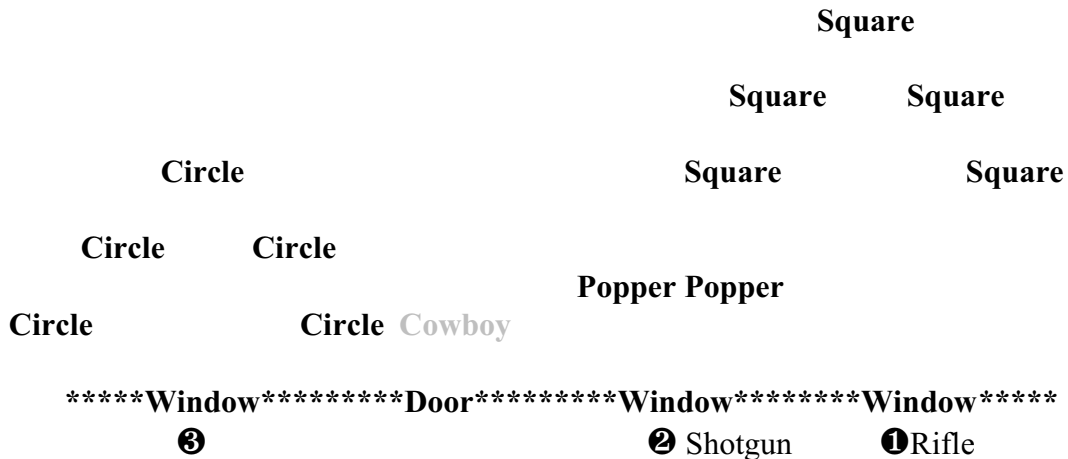 Square
Square Square
Circle Square Square
Circle Circle
Popper Popper
Circle Circle Cowboy
*****Window*********Door*********Window********Window*****
❸ ❷ Shotgun ❶Rifle